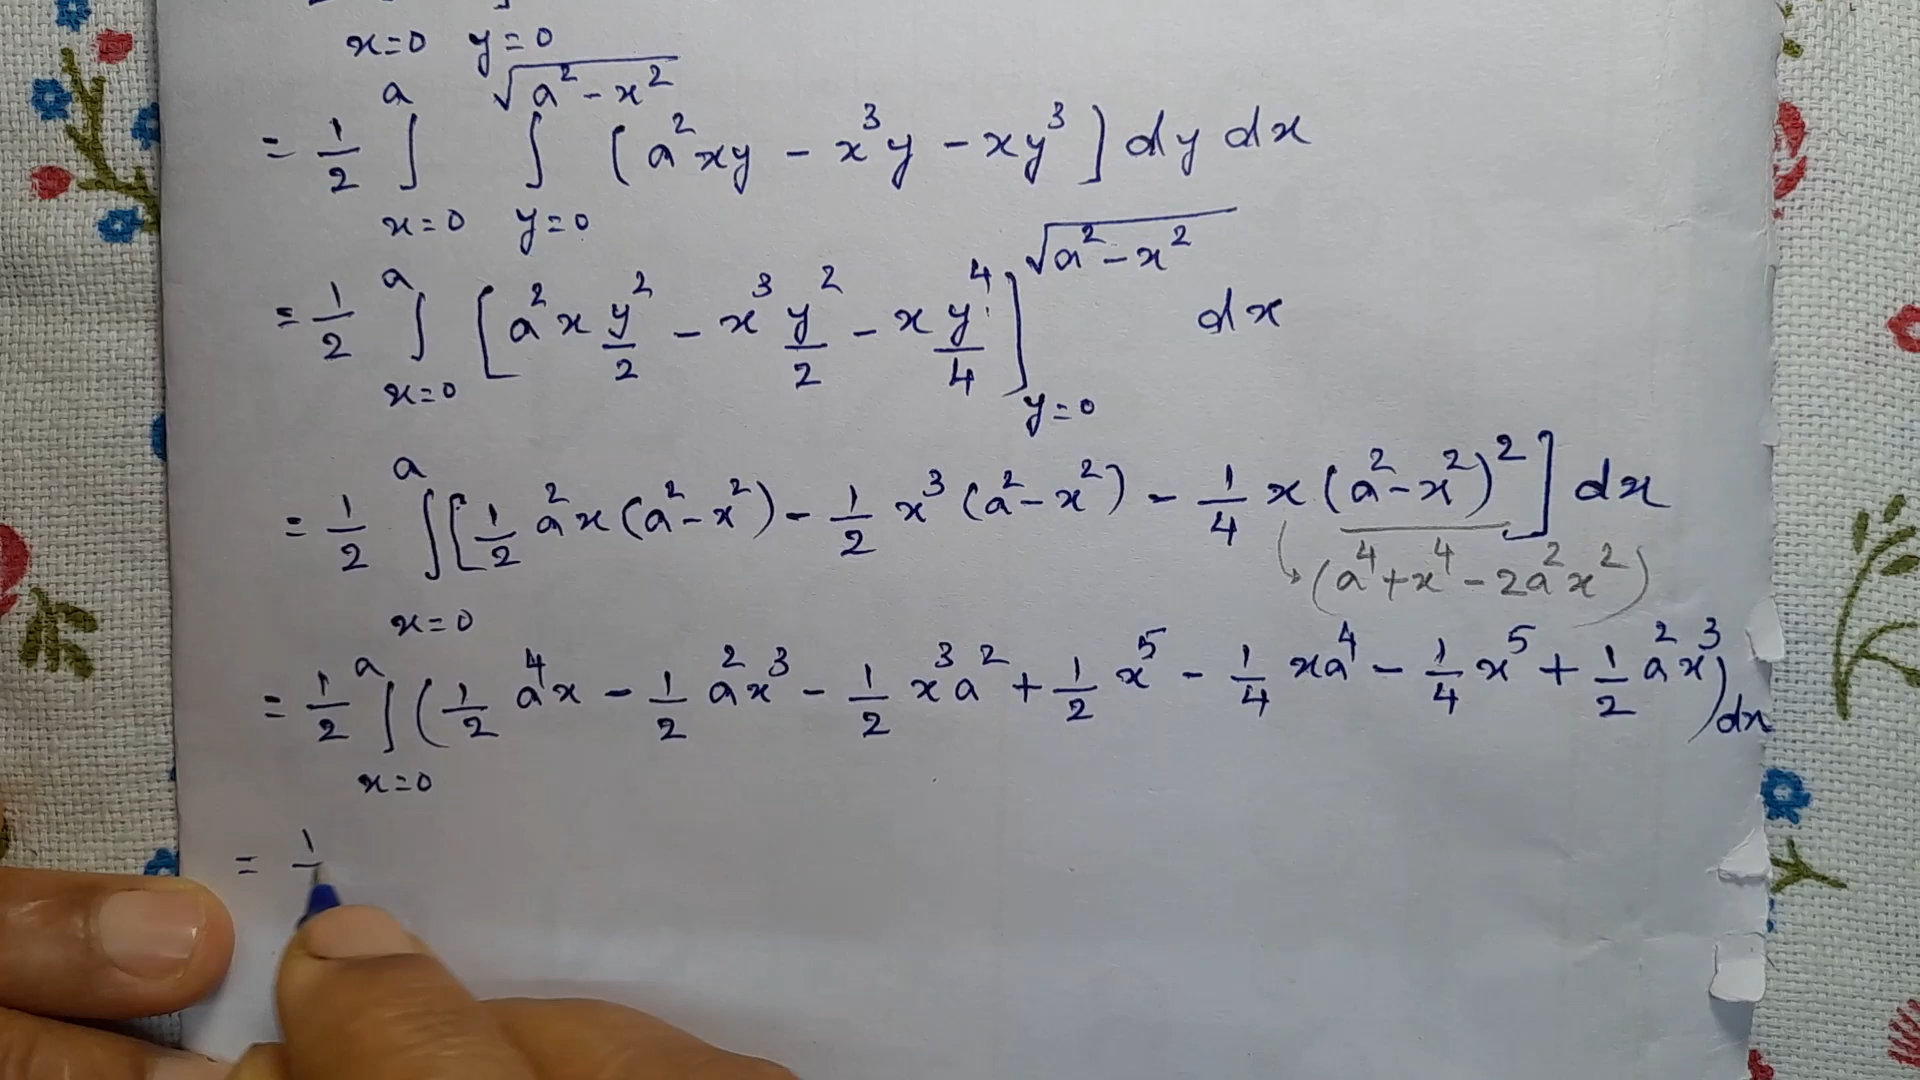 x=0 y=0
= 1/2 ∫_{x=0}^{a} ∫_{y=0}^{√(a²-x²)} [a²xy - x³y - xy³] dy dx
= 1/2 ∫_{x=0}^{a} [a²x y²/2 - x³ y²/2 - x y⁴/4]_{y=0}^{√(a²-x²)} dx
= 1/2 ∫_{x=0}^{a} [1/2 a²x(a²-x²) - 1/2 x³(a²-x²) - 1/4 x(a²-x²)²] dx
(a⁴+x⁴-2a²x²)
= 1/2 ∫_{x=0}^{a} (1/2 a⁴x - 1/2 a²x³ - 1/2 x³a² + 1/2 x⁵ - 1/4 xa⁴ - 1/4 x⁵ + 1/2 a²x³) dx
= 1